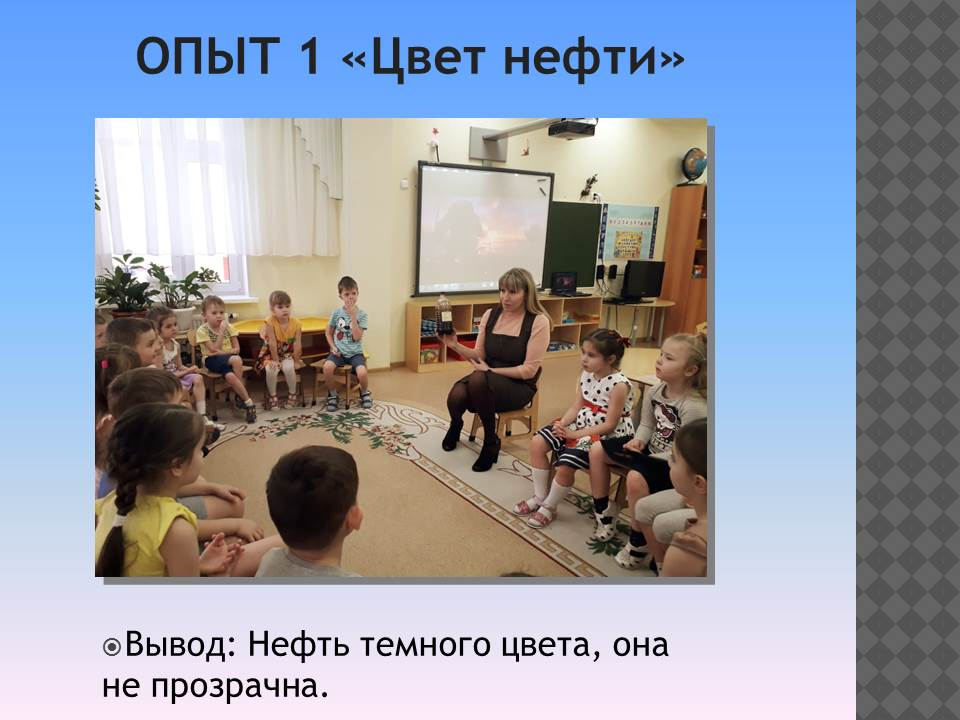 ОПЫТ 1 «Цвет нефти»
Вывод: Нефть темного цвета, она
не прозрачна.